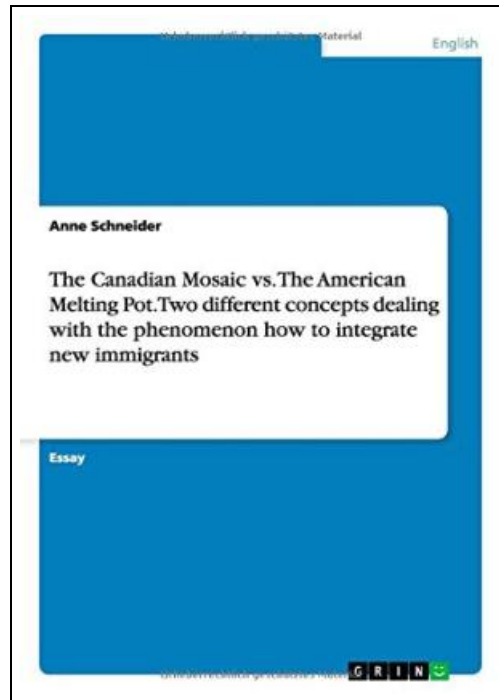 Material
English
Anne Schneider
The Canadian Mosaic vs. The American
Melting Pot. Two different concepts dealing
with the phenomenon how to integrate
new immigrants
Essay
GRIN